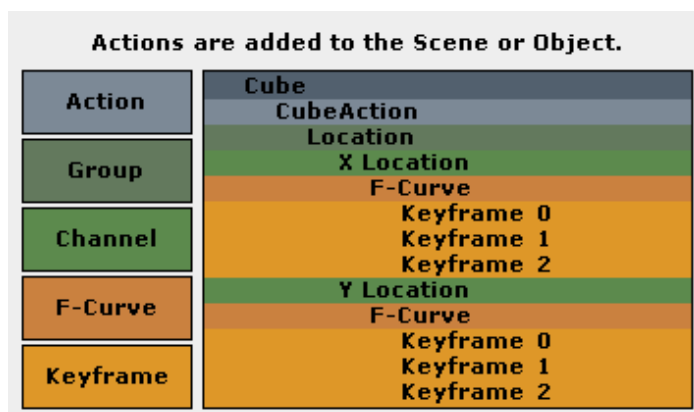 Actions are added to the Scene or Object.
Action
Group
Channel
F-Curve
Keyframe
Cube
CubeAction
Location
X Location
F-Curve
Keyframe 0
Keyframe 1
Keyframe 2
Y Location
F-Curve
Keyframe 0
Keyframe 1
Keyframe 2